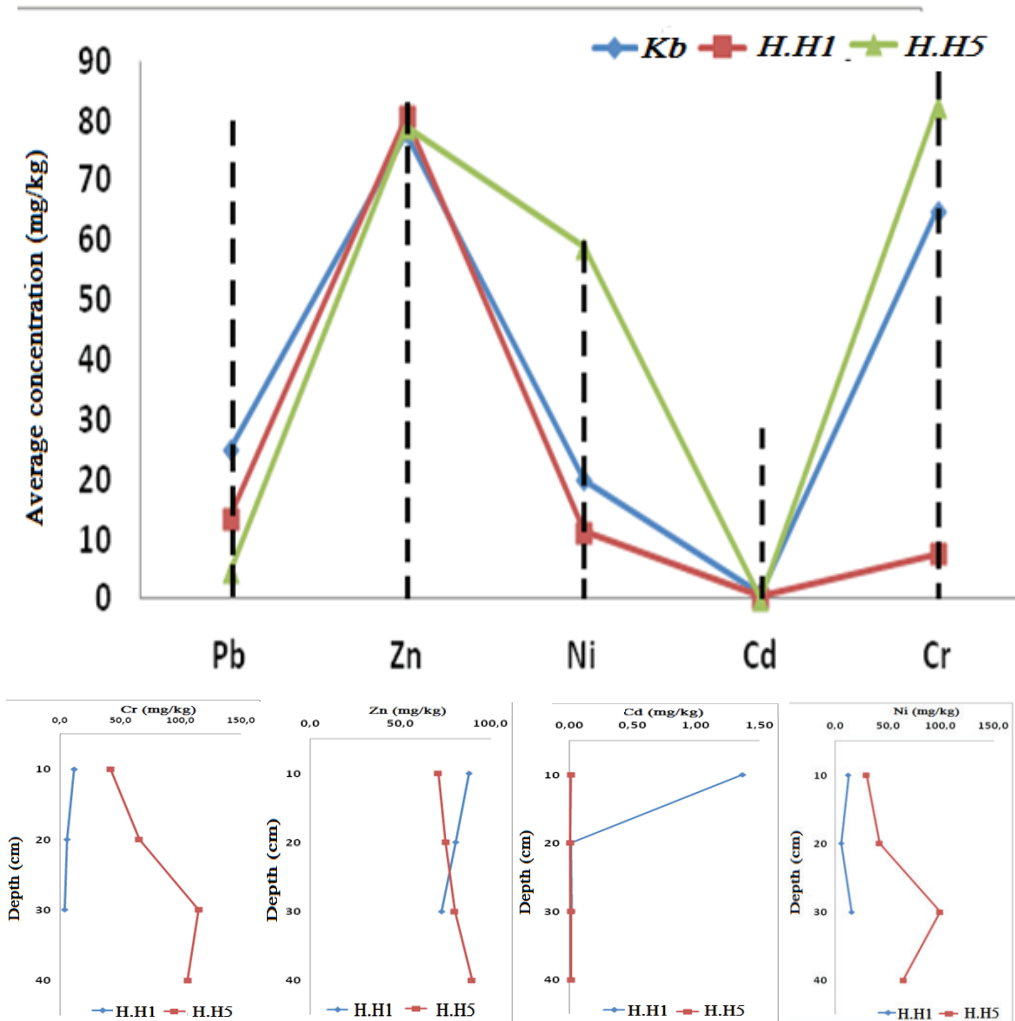 Kb H.H1 H.H5
Average concentration (mg/kg)
90
80
70
60
50
40
30
20
10
0
Pb Zn Ni Cd Cr
Cr (mg/kg)
0,0 50,0 100,0 150,0
Depth (cm)
10
20
30
40
H.H1 H.H5
Zn (mg/kg)
0,0 50,0 100,0
Depth (cm)
10
20
30
40
H.H1 H.H5
Cd (mg/kg)
0,00 0,50 1,00 1,50
Depth (cm)
10
20
30
40
H.H1 H.H5
Ni (mg/kg)
0,0 50,0 100,0 150,0
Depth (cm)
10
20
30
40
H.H1 H.H5